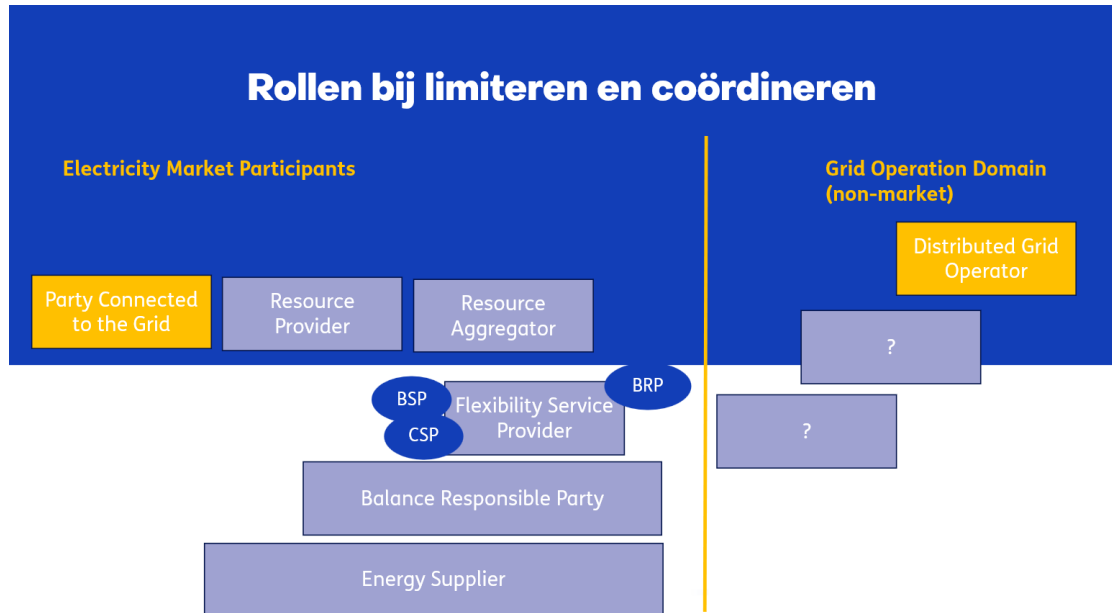 Rollen bij limiteren en coördineren
Electricity Market Participants
Grid Operation Domain
(non-market)
Distributed Grid
Operator
Party Connected
to the Grid
Resource
Provider
Resource
Aggregator
?
BSP
CSP
Flexibility Service
Provider
BRP
?
Balance Responsible Party
Energy Supplier